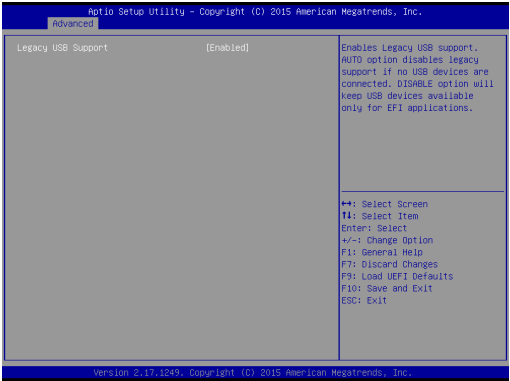 Aptio Setup Utility – Copyright (C) 2015 American Megatrends, Inc.
Advanced
Legacy USB Support [Enabled]
Enables Legacy USB support.
AUTO option disables legacy
support if no USB devices are
connected. DISABLE option will
keep USB devices available
only for EFI applications.
↔: Select Screen
↑↓: Select Item
Enter: Select
+/-: Change Option
F1: General Help
F7: Discard Changes
F9: Load UEFI Defaults
F10: Save and Exit
ESC: Exit
Version 2.17.1249. Copyright (C) 2015 American Megatrends, Inc.